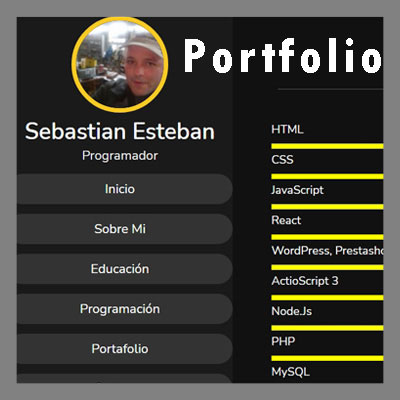 Portfolio
Sebastian Esteban
Programador
Inicio
Sobre Mi
Educación
Programación
Portafolio
HTML
CSS
JavaScript
React
WordPress, Prestasho
ActioScript 3
Node.Js
PHP
MySQL